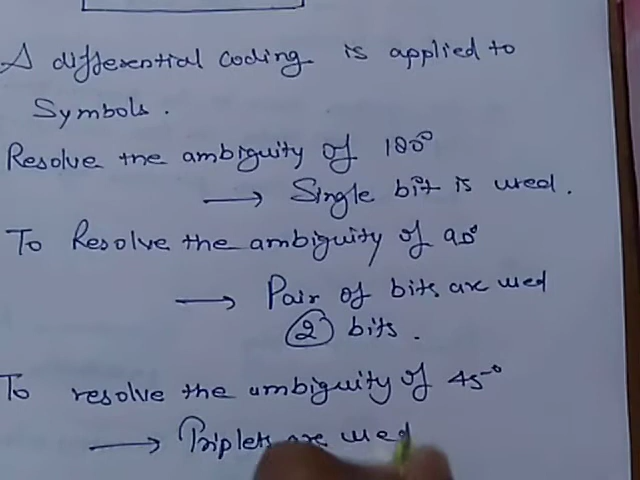 A differential coding is applied to
Symbols.
Resolve the ambiguity of 180°
→ Single bit is used.
To Resolve the ambiguity of 90°
→ Pair of bits are used
2 bits.
To resolve the ambiguity of 45°
→ Triplets are used